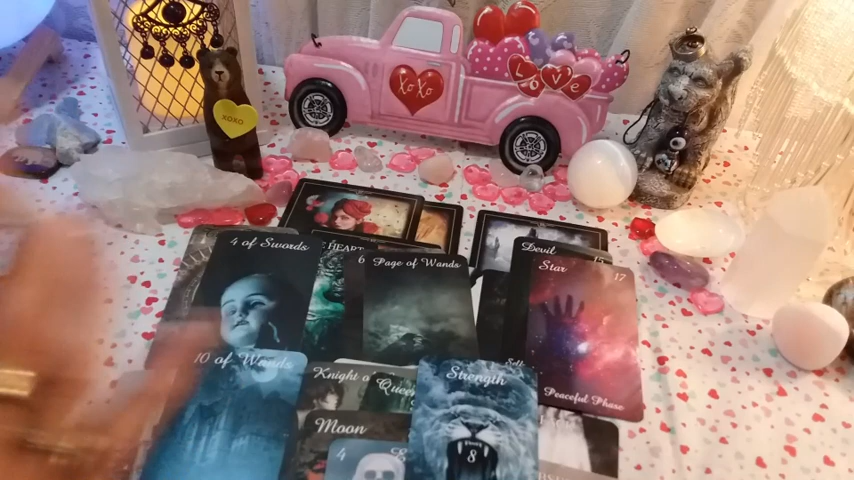 XOXO
XOXO
LOVE
4 of Swords
HEART
6
Page of Wands
Devil
15
Star
17
Peaceful Phase
10 of Wands
Knight of
Queen
Strength
8
Moon
4